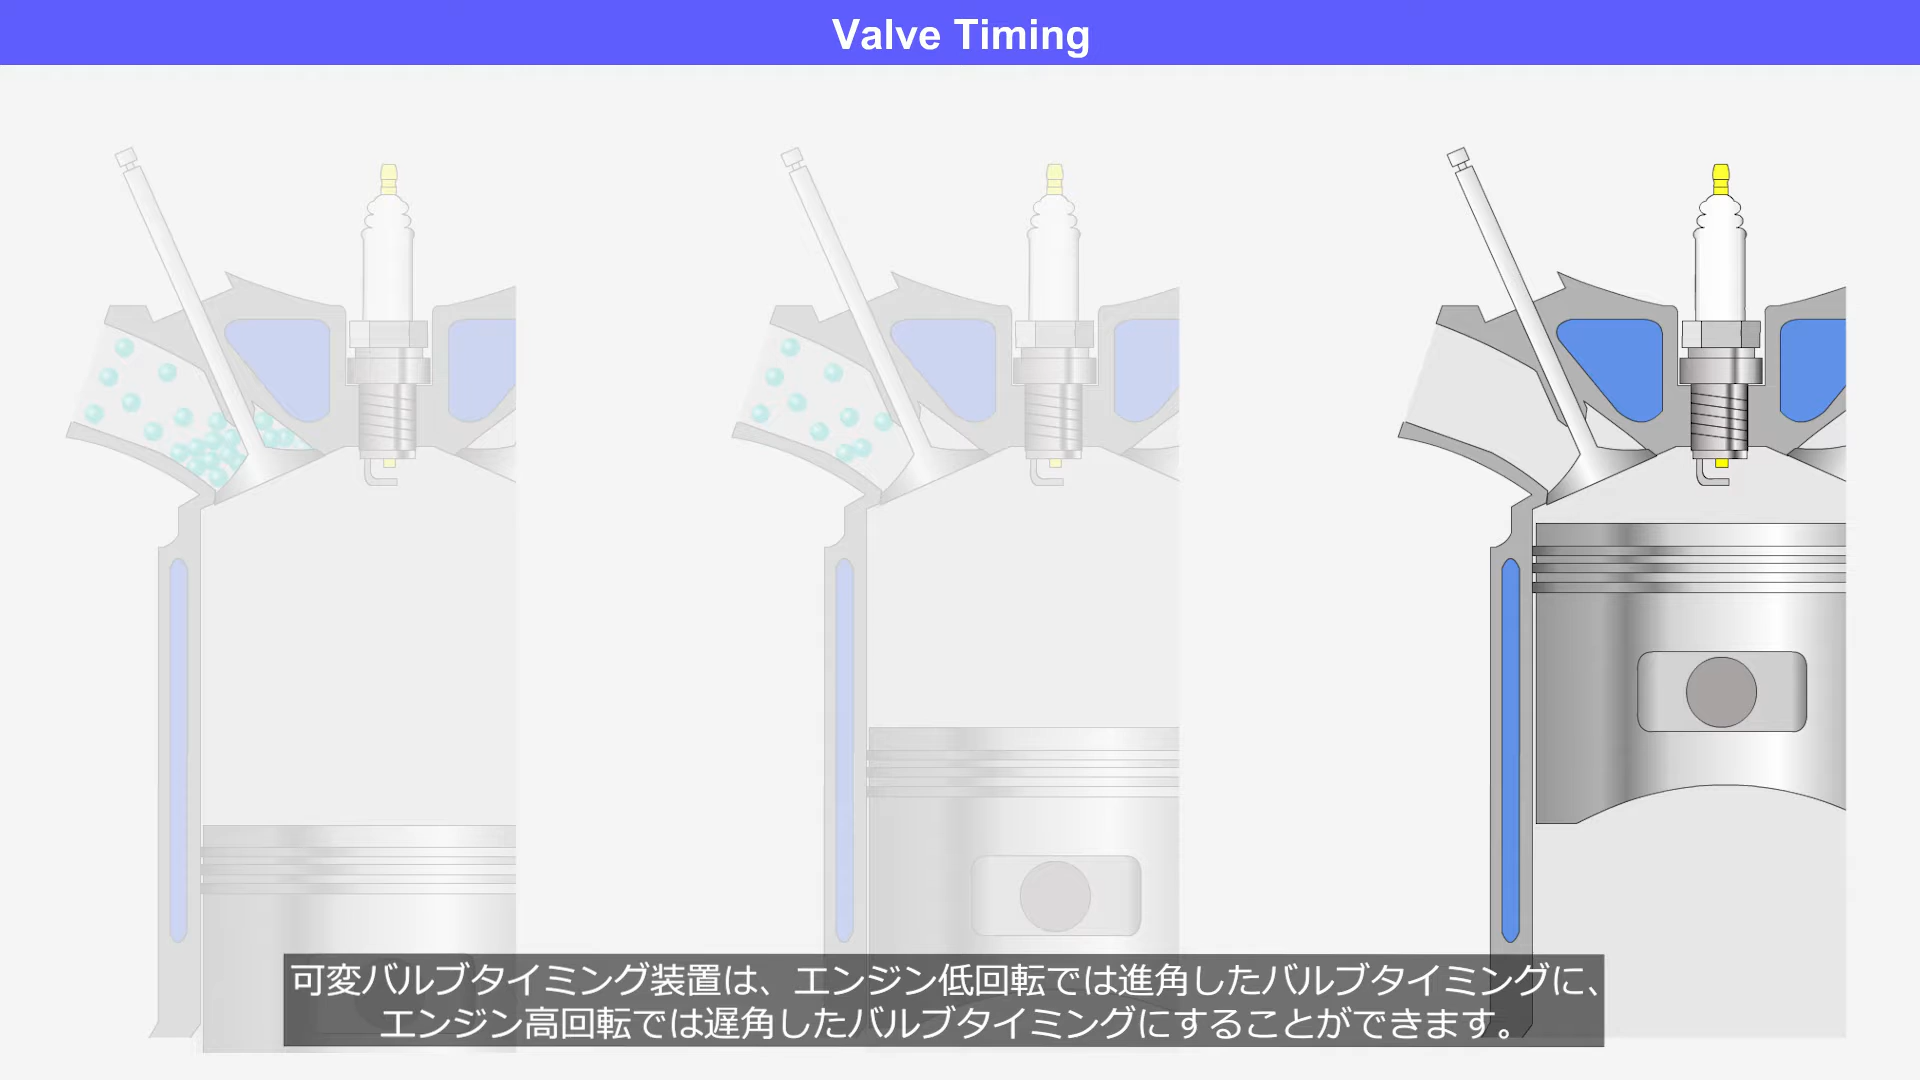 Valve Timing
可変バルブタイミング装置は、エンジン低回転では進角したバルブタイミングに、
エンジン高回転では遅角したバルブタイミングにすることができます。